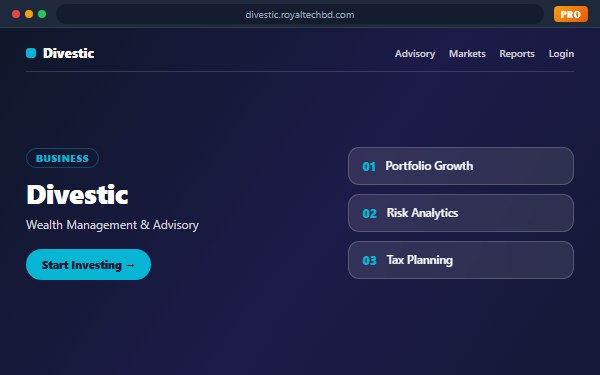 divestic.royaltechbd.com
PRO
Divestic
Advisory Markets Reports Login
BUSINESS
Divestic
Wealth Management & Advisory
Start Investing →
01 Portfolio Growth
02 Risk Analytics
03 Tax Planning